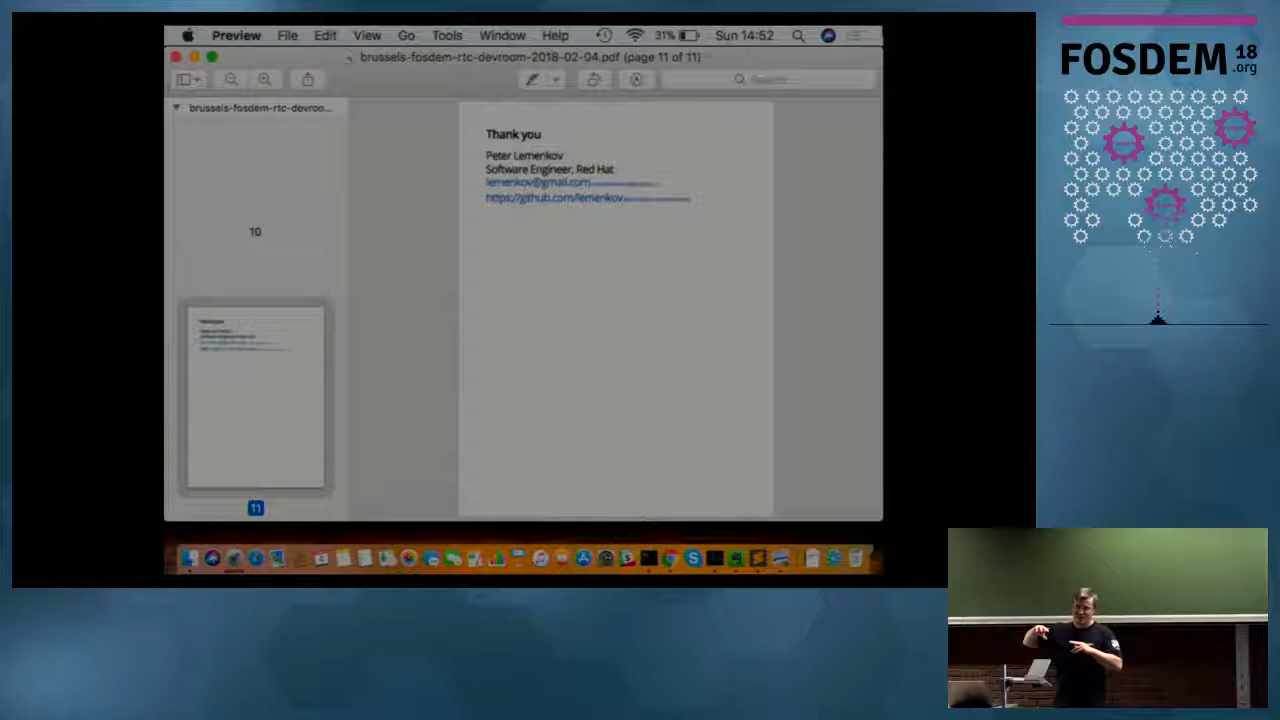 Preview File Edit View Go Tools Window Help 31% Sun 14:52
brussels-fosdem-rtc-devroom-2018-02-04.pdf (page 11 of 11)
Search
brussels-fosdem-rtc-devroo...
10
11
Thank you
Peter Lemenkov
Software Engineer, Red Hat
lemenkov@gmail.com
https://github.com/lemenkov
FOSDEM 18
.org